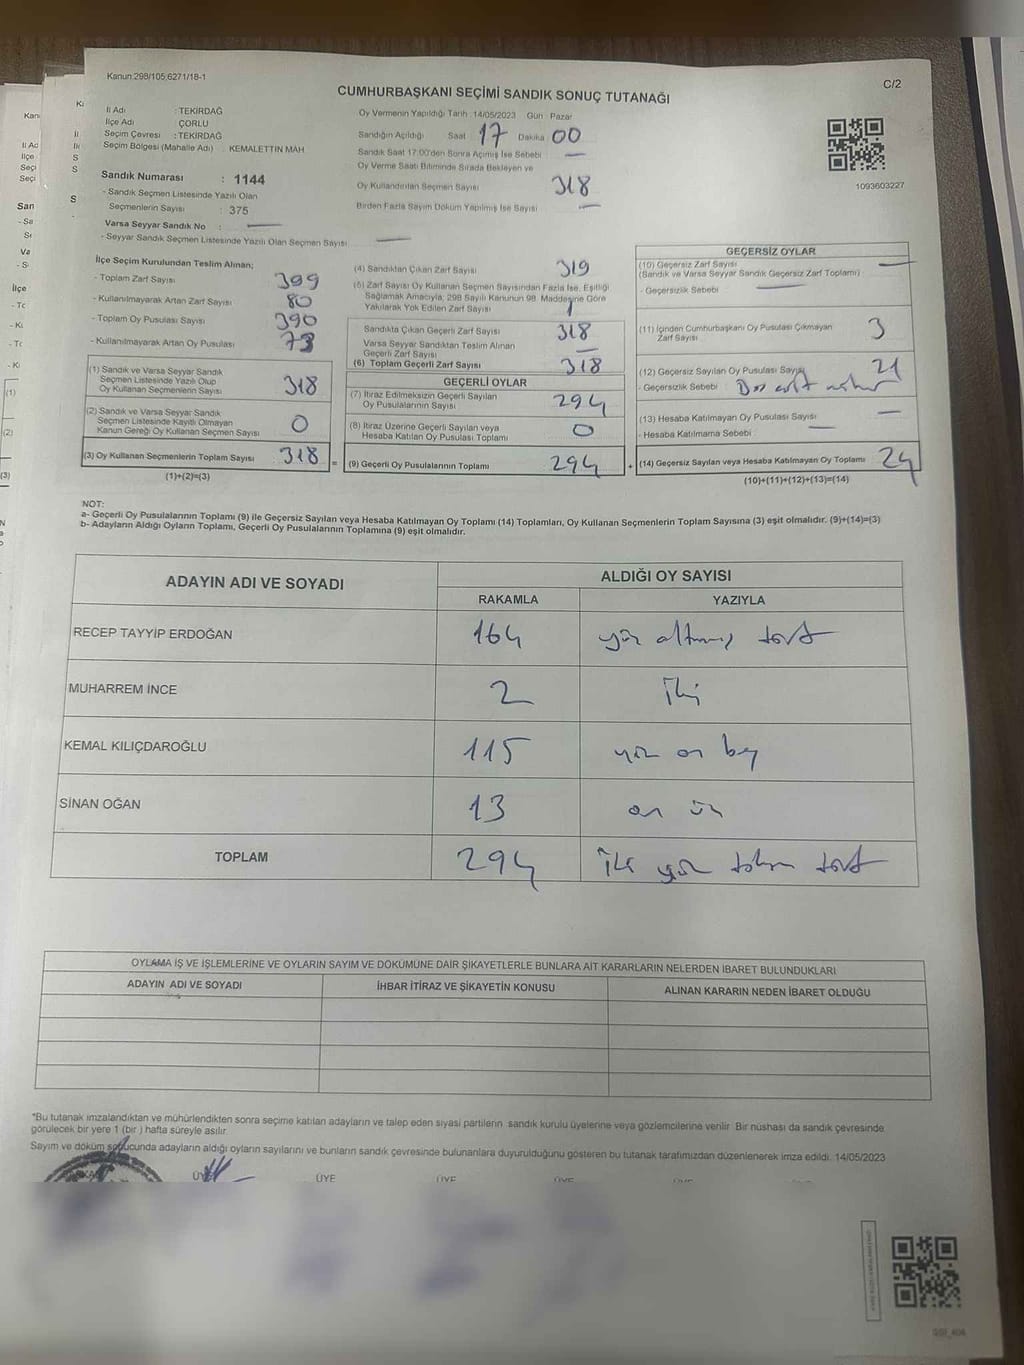 Kanun:298/105;6271/18-1
C/2
CUMHURBAŞKANI SEÇİMİ SANDIK SONUÇ TUTANAĞI
İl Adı : TEKİRDAĞ
İlçe Adı : ÇORLU
Seçim Çevresi : TEKİRDAĞ
Seçim Bölgesi (Mahalle Adı) : KEMALETTIN MAH
Sandık Numarası : 1144
- Sandık Seçmen Listesinde Yazılı Olan
Seçmenlerin Sayısı : 375
Varsa Seyyar Sandık No :
- Seyyar Sandık Seçmen Listesinde Yazılı Olan Seçmen Sayısı
Oy Vermenin Yapıldığı Tarih 14/05/2023 Gün Pazar
Sandığın Açıldığı Saat 17 Dakika 00
Sandık Saat 17:00'den Sonra Açılmış İse Sebebi
Oy Verme Saati Bitiminde Sırada Bekleyen ve
Oy Kullandırılan Seçmen Sayısı 318
Birden Fazla Sayım Döküm Yapılmış İse Sayısı
1093603227
İlçe Seçim Kurulundan Teslim Alınan;
- Toplam Zarf Sayısı 399
- Kullanılmayarak Artan Zarf Sayısı 80
- Toplam Oy Pusulası Sayısı 390
- Kullanılmayarak Artan Oy Pusulası 73
(1) Sandık ve Varsa Seyyar Sandık
Seçmen Listesinde Yazılı Olup
Oy Kullanan Seçmenlerin Sayısı 318
(2) Sandık ve Varsa Seyyar Sandık
Seçmen Listesinde Kayıtlı Olmayan
Kanun Gereği Oy Kullanan Seçmen Sayısı 0
(3) Oy Kullanan Seçmenlerin Toplam Sayısı 318
(1)+(2)=(3)
(4) Sandıktan Çıkan Zarf Sayısı 319
(5) Zarf Sayısı Oy Kullanan Seçmen Sayısından Fazla İse, Eşitliği
Sağlamak Amacıyla; 298 Sayılı Kanunun 98. Maddesine Göre
Yakılarak Yok Edilen Zarf Sayısı 1
Sandıkta Çıkan Geçerli Zarf Sayısı 318
Varsa Seyyar Sandıktan Teslim Alınan
Geçerli Zarf Sayısı
(6) Toplam Geçerli Zarf Sayısı 318
GEÇERLİ OYLAR
(7) İtiraz Edilmeksizin Geçerli Sayılan
Oy Pusulalarının Sayısı 294
(8) İtiraz Üzerine Geçerli Sayılan veya
Hesaba Katılan Oy Pusulası Toplamı 0
= (9) Geçerli Oy Pusulalarının Toplamı 294
GEÇERSİZ OYLAR
(10) Geçersiz Zarf Sayısı
(Sandık ve Varsa Seyyar Sandık Geçersiz Zarf Toplamı)
- Geçersizlik Sebebi :
(11) İçinden Cumhurbaşkanı Oy Pusulası Çıkmayan
Zarf Sayısı 3
(12) Geçersiz Sayılan Oy Pusulası Sayısı 21
- Geçersizlik Sebebi :
(13) Hesaba Katılmayan Oy Pusulası Sayısı
- Hesaba Katılmama Sebebi :
+ (14) Geçersiz Sayılan veya Hesaba Katılmayan Oy Toplamı 24
(10)+(11)+(12)+(13)=(14)
NOT:
a- Geçerli Oy Pusulalarının Toplamı (9) ile Geçersiz Sayılan veya Hesaba Katılmayan Oy Toplamı (14) Toplamları, Oy Kullanan Seçmenlerin Toplam Sayısına (3) eşit olmalıdır. (9)+(14)=(3)
b- Adayların Aldığı Oyların Toplamı, Geçerli Oy Pusulalarının Toplamına (9) eşit olmalıdır.
ADAYIN ADI VE SOYADI
ALDIĞI OY SAYISI
RAKAMLA YAZIYLA
RECEP TAYYİP ERDOĞAN 164 yüz altmış tört
MUHARREM İNCE 2 iki
KEMAL KILIÇDAROĞLU 115 yüz on beş
SİNAN OĞAN 13 on üç
TOPLAM 294 iki yüz toksan tört
OYLAMA İŞ VE İŞLEMLERİNE VE OYLARIN SAYIM VE DÖKÜMÜNE DAİR ŞİKAYETLERLE BUNLARA AİT KARARLARIN NELERDEN İBARET BULUNDUKLARI
ADAYIN ADI VE SOYADI İHBAR İTİRAZ VE ŞİKAYETİN KONUSU ALINAN KARARIN NEDEN İBARET OLDUĞU
*Bu tutanak imzalandıktan ve mühürlendikten sonra seçime katılan adayların ve talep eden siyasi partilerin, sandık kurulu üyelerine veya gözlemcilerine verilir. Bir nüshası da sandık çevresinde
görülecek bir yere 1 (bir ) hafta süreyle asılır.
Sayım ve döküm sonucunda adayların aldığı oyların sayılarını ve bunların sandık çevresinde bulunanlara duyurulduğunu gösteren bu tutanak tarafımızdan düzenlenerek imza edildi. 14/05/2023
ÜYE ÜYE ÜYE